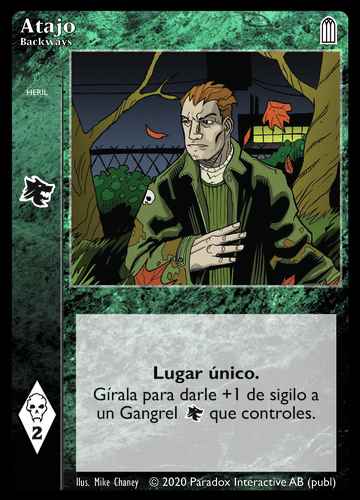 Atajo
Backways
HERIL
Lugar único.
Gírala para darle +1 de sigilo a
un Gangrel que controles.
2
Ilus. Mike Chaney © 2020 Paradox Interactive AB (publ)